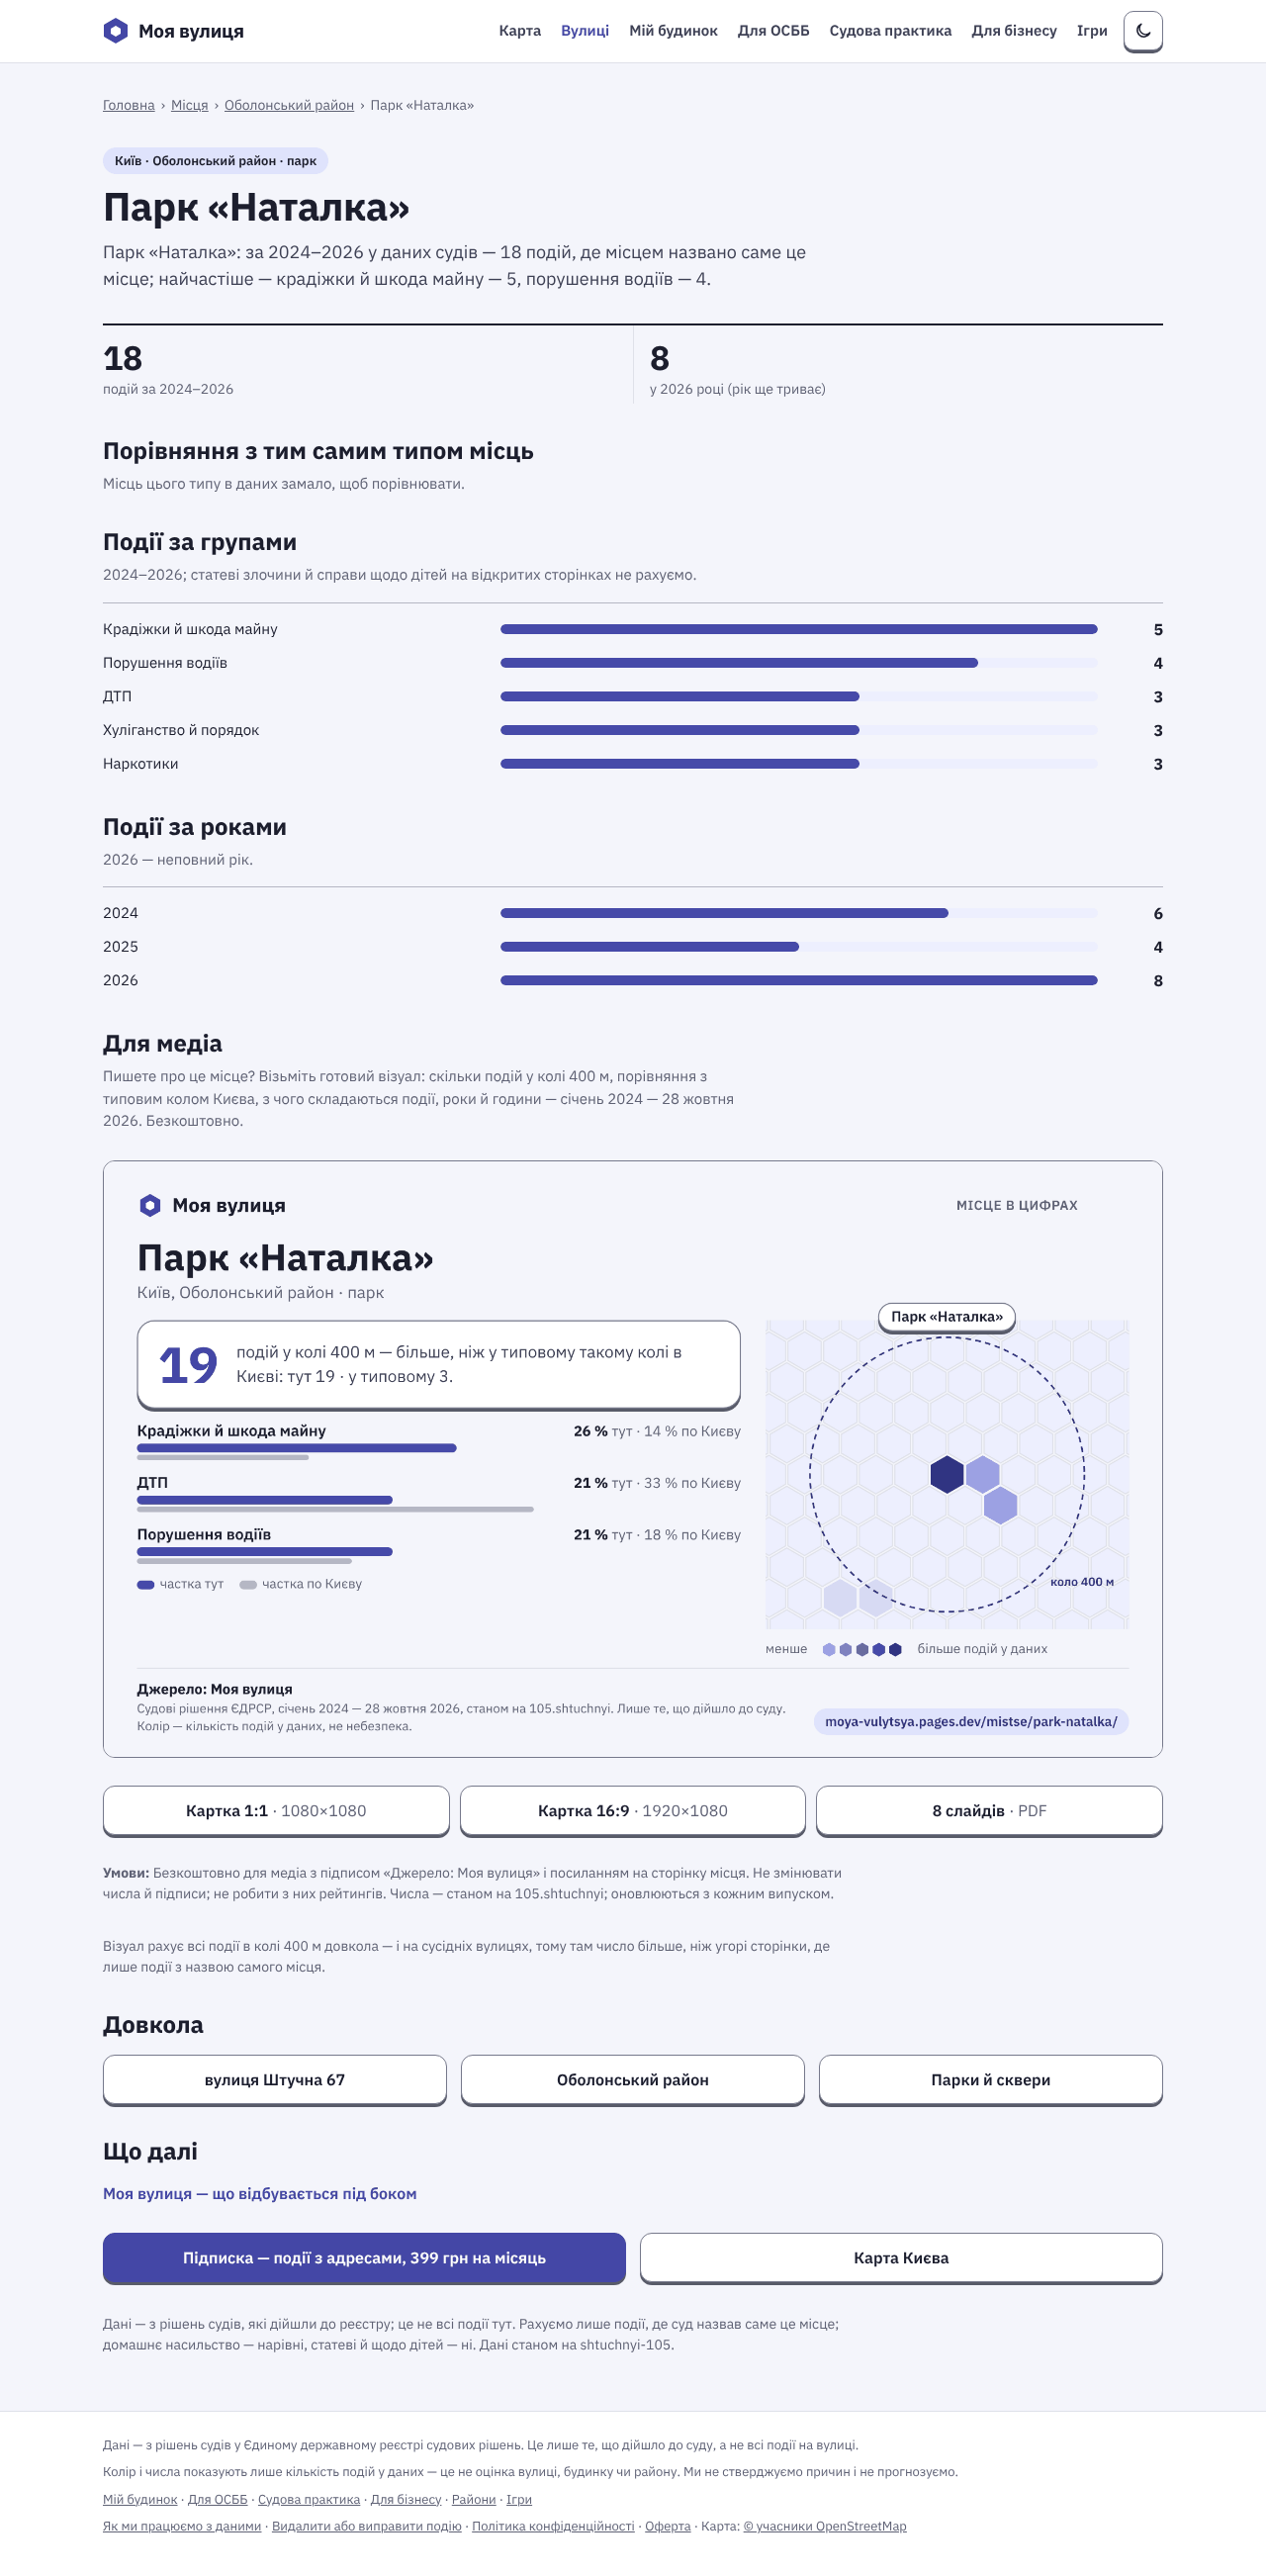 Моя вулиця
Карта Вулиці Мій будинок Для ОСББ Судова практика Для бізнесу Ігри
Головна › Місця › Оболонський район › Парк «Наталка»
Київ · Оболонський район · парк
Парк «Наталка»
Парк «Наталка»: за 2024–2026 у даних судів — 18 подій, де місцем названо саме це
місце; найчастіше — крадіжки й шкода майну — 5, порушення водіїв — 4.
18
подій за 2024–2026
8
у 2026 році (рік ще триває)
Порівняння з тим самим типом місць
Місць цього типу в даних замало, щоб порівнювати.
Події за групами
2024–2026; статеві злочини й справи щодо дітей на відкритих сторінках не рахуємо.
Крадіжки й шкода майну 5
Порушення водіїв 4
ДТП 3
Хуліганство й порядок 3
Наркотики 3
Події за роками
2026 — неповний рік.
2024 6
2025 4
2026 8
Для медіа
Пишете про це місце? Візьміть готовий візуал: скільки подій у колі 400 м, порівняння з
типовим колом Києва, з чого складаються події, роки й години — січень 2024 — 28 жовтня
2026. Безкоштовно.
Моя вулиця
МІСЦЕ В ЦИФРАХ
Парк «Наталка»
Київ, Оболонський район · парк
19
подій у колі 400 м — більше, ніж у типовому такому колі в
Києві: тут 19 · у типовому 3.
Крадіжки й шкода майну 26 % тут · 14 % по Києву
ДТП 21 % тут · 33 % по Києву
Порушення водіїв 21 % тут · 18 % по Києву
частка тут частка по Києву
Парк «Наталка»
коло 400 м
менше більше подій у даних
Джерело: Моя вулиця
Судові рішення ЄДРСР, січень 2024 — 28 жовтня 2026, станом на 105.shtuchnyi. Лише те, що дійшло до суду.
Колір — кількість подій у даних, не небезпека.
moya-vulytsya.pages.dev/mistse/park-natalka/
Картка 1:1 · 1080×1080
Картка 16:9 · 1920×1080
8 слайдів · PDF
Умови: Безкоштовно для медіа з підписом «Джерело: Моя вулиця» і посиланням на сторінку місця. Не змінювати
числа й підписи; не робити з них рейтингів. Числа — станом на 105.shtuchnyi; оновлюються з кожним випуском.
Візуал рахує всі події в колі 400 м довкола — і на сусідніх вулицях, тому там число більше, ніж угорі сторінки, де
лише події з назвою самого місця.
Довкола
вулиця Штучна 67
Оболонський район
Парки й сквери
Що далі
Моя вулиця — що відбувається під боком
Підписка — події з адресами, 399 грн на місяць
Карта Києва
Дані — з рішень судів, які дійшли до реєстру; це не всі події тут. Рахуємо лише події, де суд назвав саме це місце;
домашнє насильство — нарівні, статеві й щодо дітей — ні. Дані станом на shtuchnyi-105.
Дані — з рішень судів у Єдиному державному реєстрі судових рішень. Це лише те, що дійшло до суду, а не всі події на вулиці.
Колір і числа показують лише кількість подій у даних — це не оцінка вулиці, будинку чи району. Ми не стверджуємо причин і не прогнозуємо.
Мій будинок · Для ОСББ · Судова практика · Для бізнесу · Райони · Ігри
Як ми працюємо з даними · Видалити або виправити подію · Політика конфіденційності · Оферта · Карта: © учасники OpenStreetMap